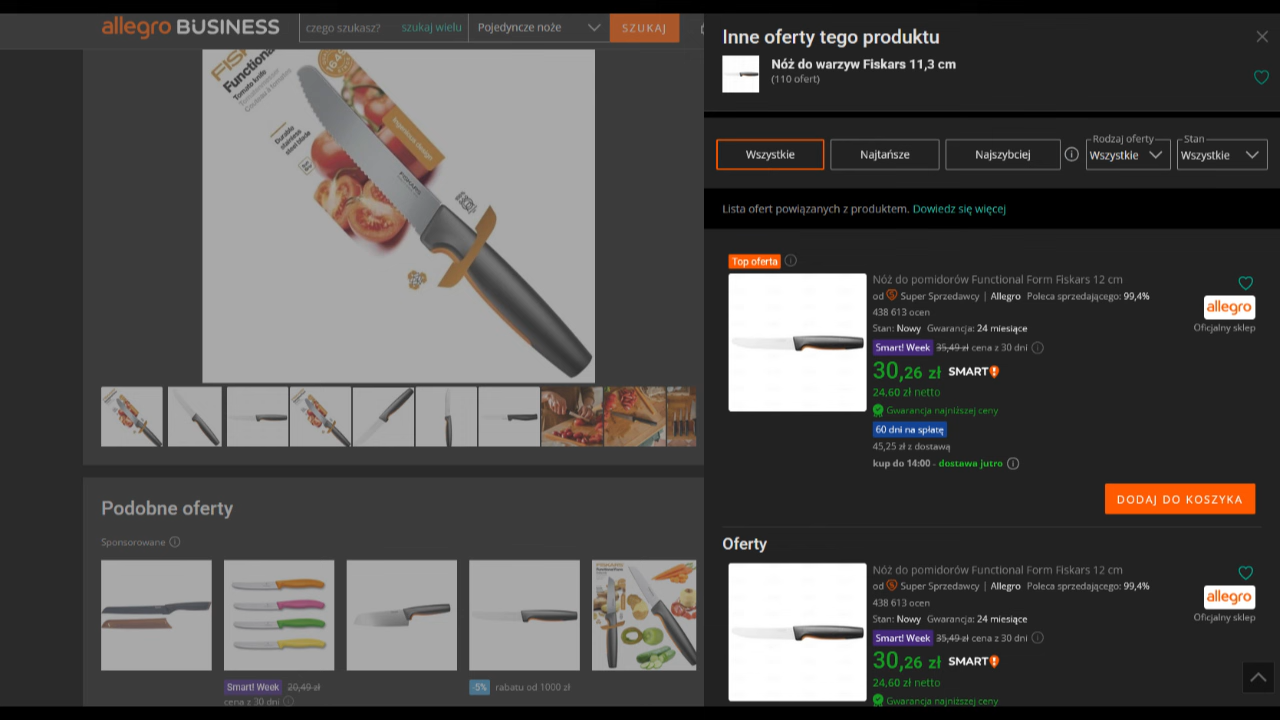 allegro BUSINESS
czego szukasz?
szukaj wielu
Pojedyncze noże
SZUKAJ
FISKARS
Functional
Tomato knife
Durable
stainless
steel blade
Ingenious design
FISKARS
Podobne oferty
Sponsorowane
Smart! Week 20,49 zł
cena z 30 dni
-5% rabatu od 1000 zł
Inne oferty tego produktu
Nóż do warzyw Fiskars 11,3 cm
(110 ofert)
Wszystkie
Najtańsze
Najszybciej
Rodzaj oferty
Wszystkie
Stan
Wszystkie
Lista ofert powiązanych z produktem. Dowiedz się więcej
Top oferta
Nóż do pomidorów Functional Form Fiskars 12 cm
od Super Sprzedawcy | Allegro Poleca sprzedającego: 99,4%
438 613 ocen
Stan: Nowy Gwarancja: 24 miesiące
Smart! Week 35,49 zł cena z 30 dni
30,26 zł SMART!
24,60 zł netto
Gwarancja najniższej ceny
60 dni na spłatę
45,25 zł z dostawą
kup do 14:00 - dostawa jutro
allegro
Oficjalny sklep
DODAJ DO KOSZYKA
Oferty
Nóż do pomidorów Functional Form Fiskars 12 cm
od Super Sprzedawcy | Allegro Poleca sprzedającego: 99,4%
438 613 ocen
Stan: Nowy Gwarancja: 24 miesiące
Smart! Week 35,49 zł cena z 30 dni
30,26 zł SMART!
24,60 zł netto
Gwarancja najniższej ceny
allegro
Oficjalny sklep